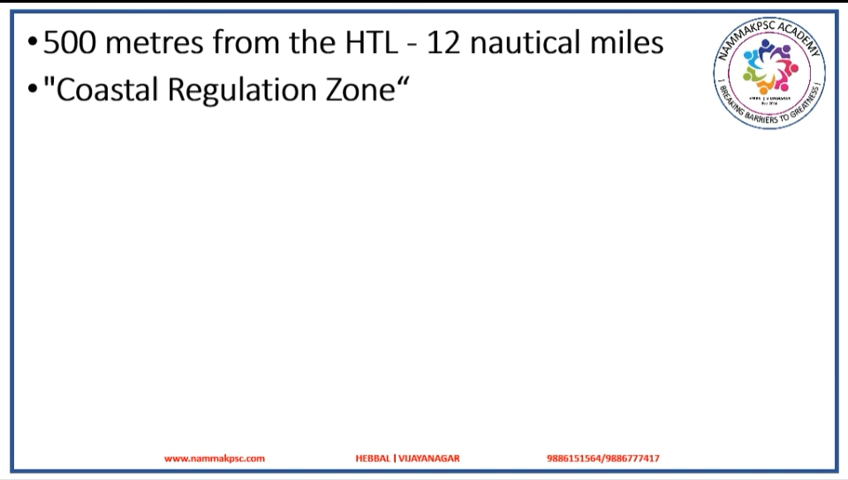 •500 metres from the HTL - 12 nautical miles
•"Coastal Regulation Zone“
NAMMAKPSC ACADEMY
! BREAKING BARRIERS TO GREATNESS !
www.nammakpsc.com HEBBAL | VIJAYANAGAR 9886151564/9886777417